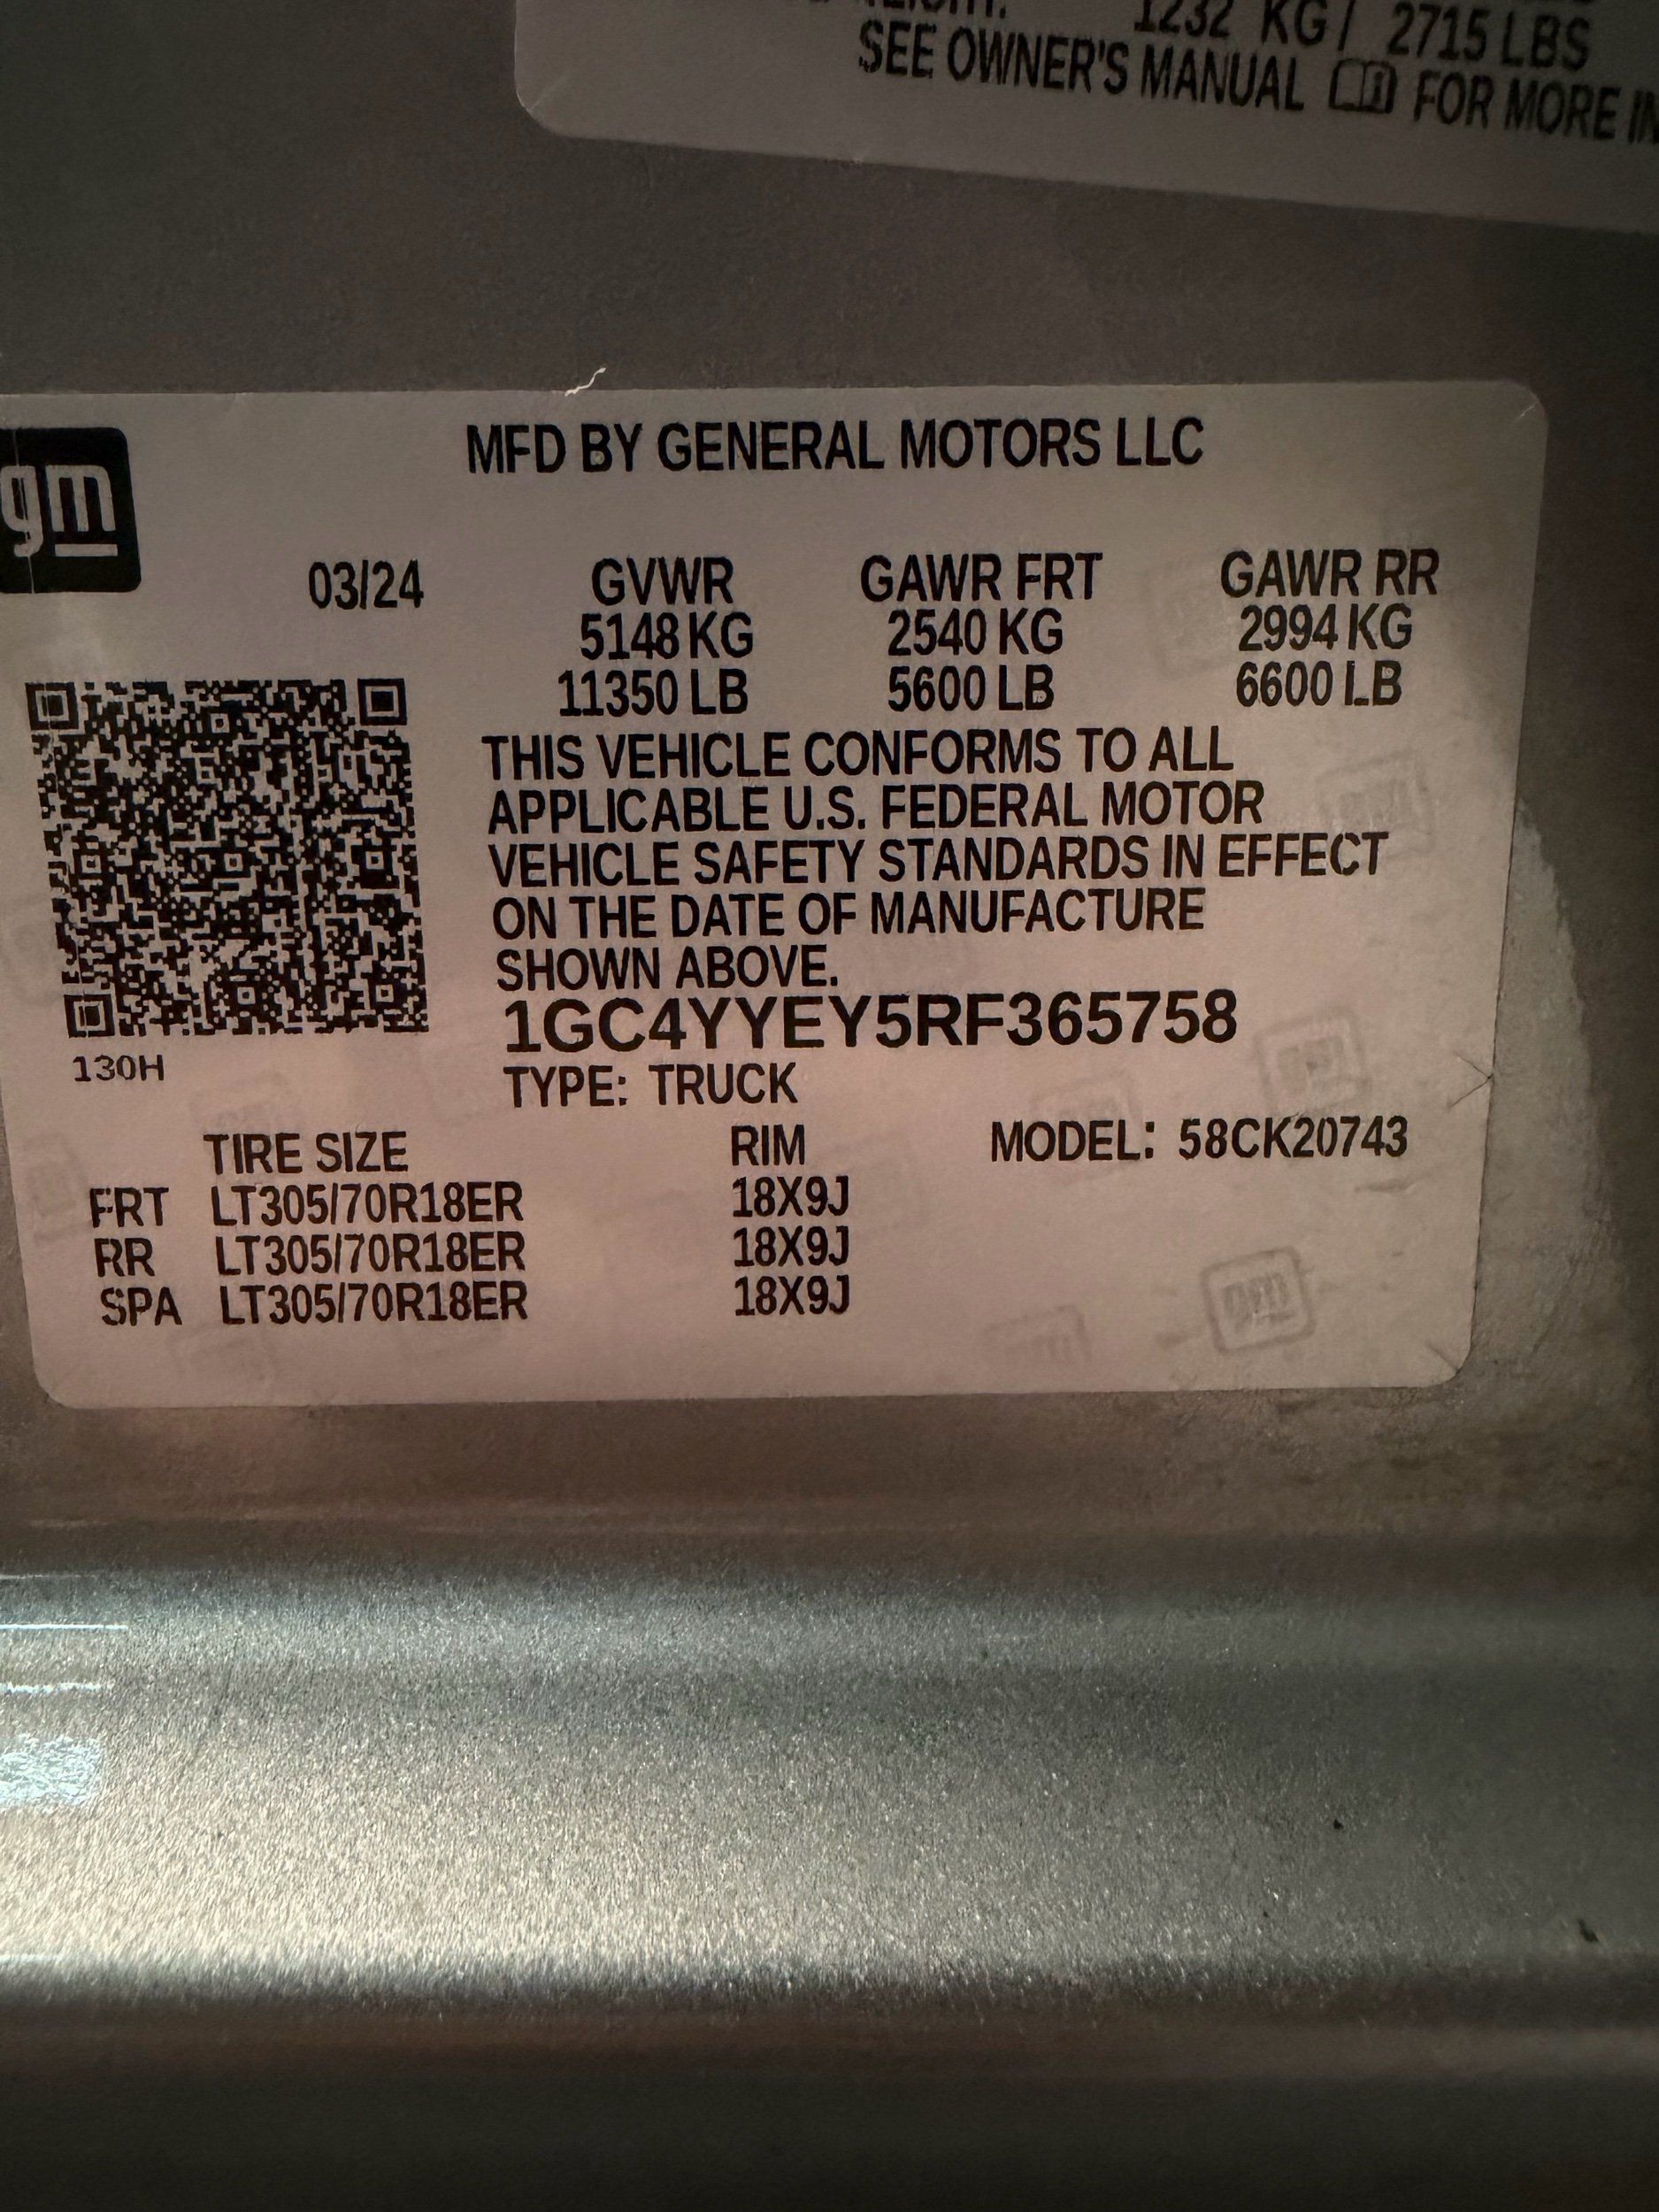 1232 KG / 2715 LBS
SEE OWNER'S MANUAL FOR MORE
gm
MFD BY GENERAL MOTORS LLC
03/24 GVWR GAWR FRT GAWR RR
5148 KG 2540 KG 2994 KG
11350 LB 5600 LB 6600 LB
THIS VEHICLE CONFORMS TO ALL
APPLICABLE U.S. FEDERAL MOTOR
VEHICLE SAFETY STANDARDS IN EFFECT
ON THE DATE OF MANUFACTURE
SHOWN ABOVE.
1GC4YYEY5RF365758
130H
TYPE: TRUCK
TIRE SIZE RIM MODEL: 58CK20743
FRT LT305/70R18ER 18X9J
RR LT305/70R18ER 18X9J
SPA LT305/70R18ER 18X9J
gm